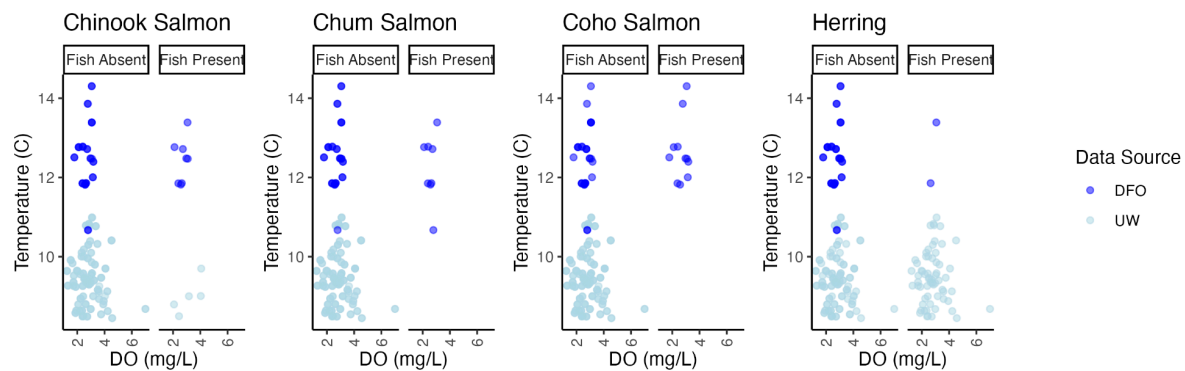 Chinook Salmon
Chum Salmon
Coho Salmon
Herring
Fish Absent
Fish Present
Fish Absent
Fish Present
Fish Absent
Fish Present
Fish Absent
Fish Present
Temperature (C)
14
12
10
Temperature (C)
14
12
10
Temperature (C)
14
12
10
Temperature (C)
14
12
10
2 4 6 2 4 6
2 4 6 2 4 6
2 4 6 2 4 6
2 4 6 2 4 6
DO (mg/L)
DO (mg/L)
DO (mg/L)
DO (mg/L)
Data Source
DFO
UW